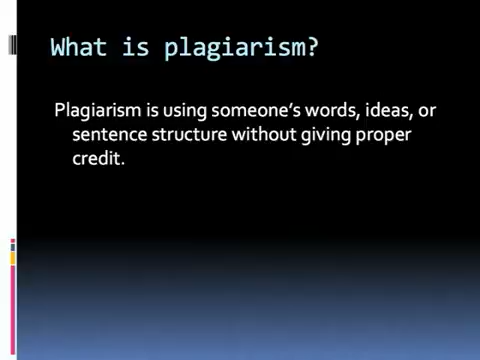 What is plagiarism?
Plagiarism is using someone’s words, ideas, or
sentence structure without giving proper
credit.